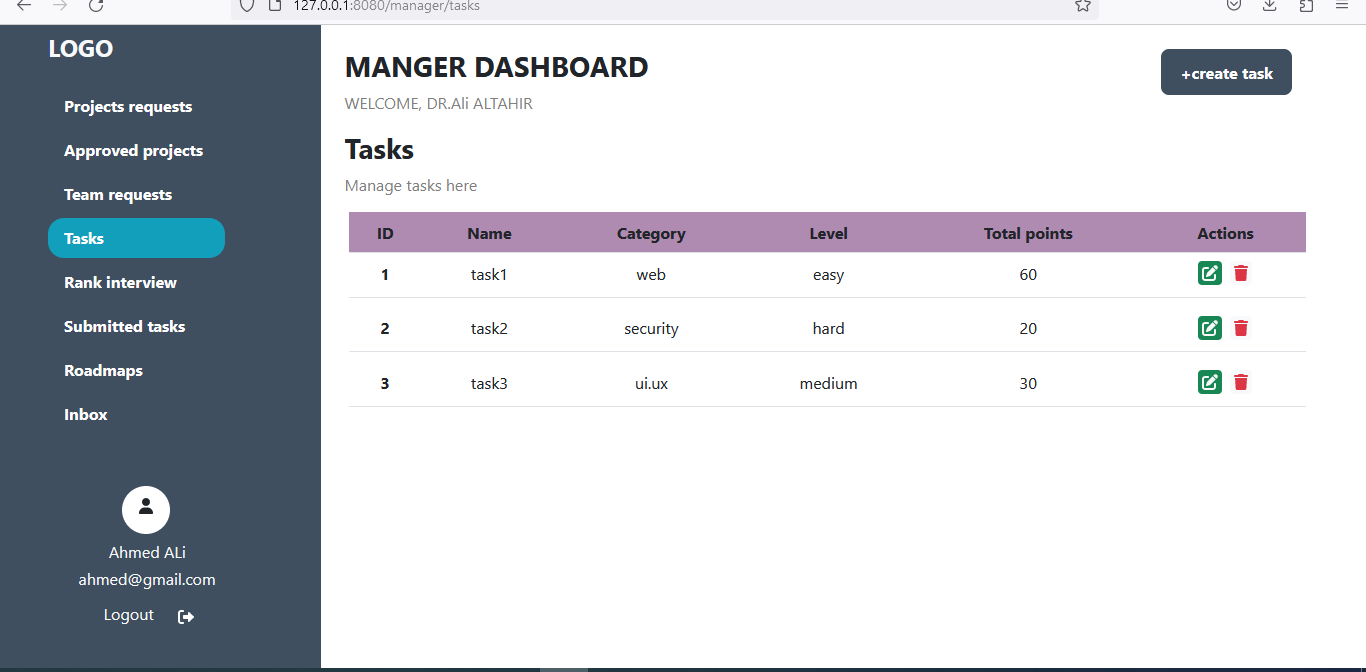 127.0.0.1:8080/manager/tasks
LOGO
Projects requests
Approved projects
Team requests
Tasks
Rank interview
Submitted tasks
Roadmaps
Inbox
Ahmed ALi
ahmed@gmail.com
Logout
MANGER DASHBOARD
WELCOME, DR.Ali ALTAHIR
+create task
Tasks
Manage tasks here
ID Name Category Level Total points Actions
1 task1 web easy 60
2 task2 security hard 20
3 task3 ui.ux medium 30